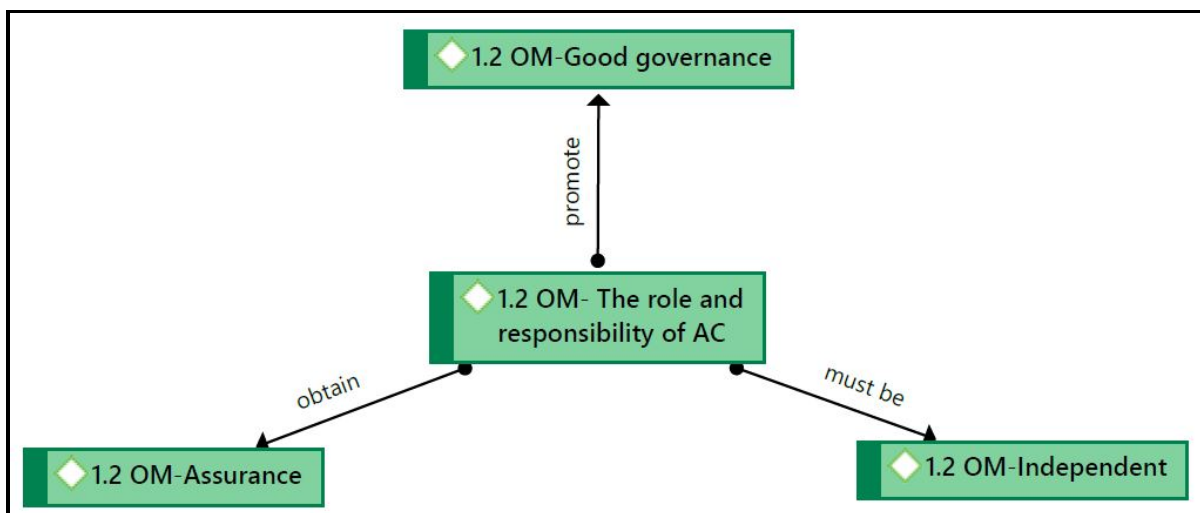 1.2 OM-Good governance
promote
1.2 OM- The role and
responsibility of AC
obtain
must be
1.2 OM-Assurance
1.2 OM-Independent